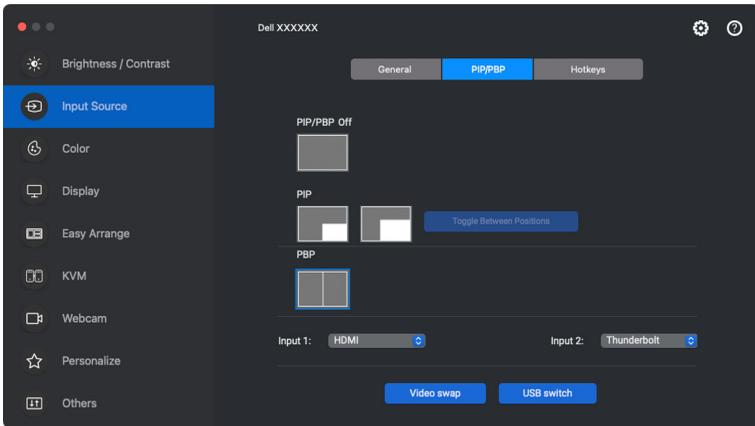 Dell XXXXXX
Brightness / Contrast
Input Source
Color
Display
Easy Arrange
KVM
Webcam
Personalize
Others
General PIP/PBP Hotkeys
PIP/PBP Off
PIP
Toggle Between Positions
PBP
Input 1: HDMI Input 2: Thunderbolt
Video swap USB switch